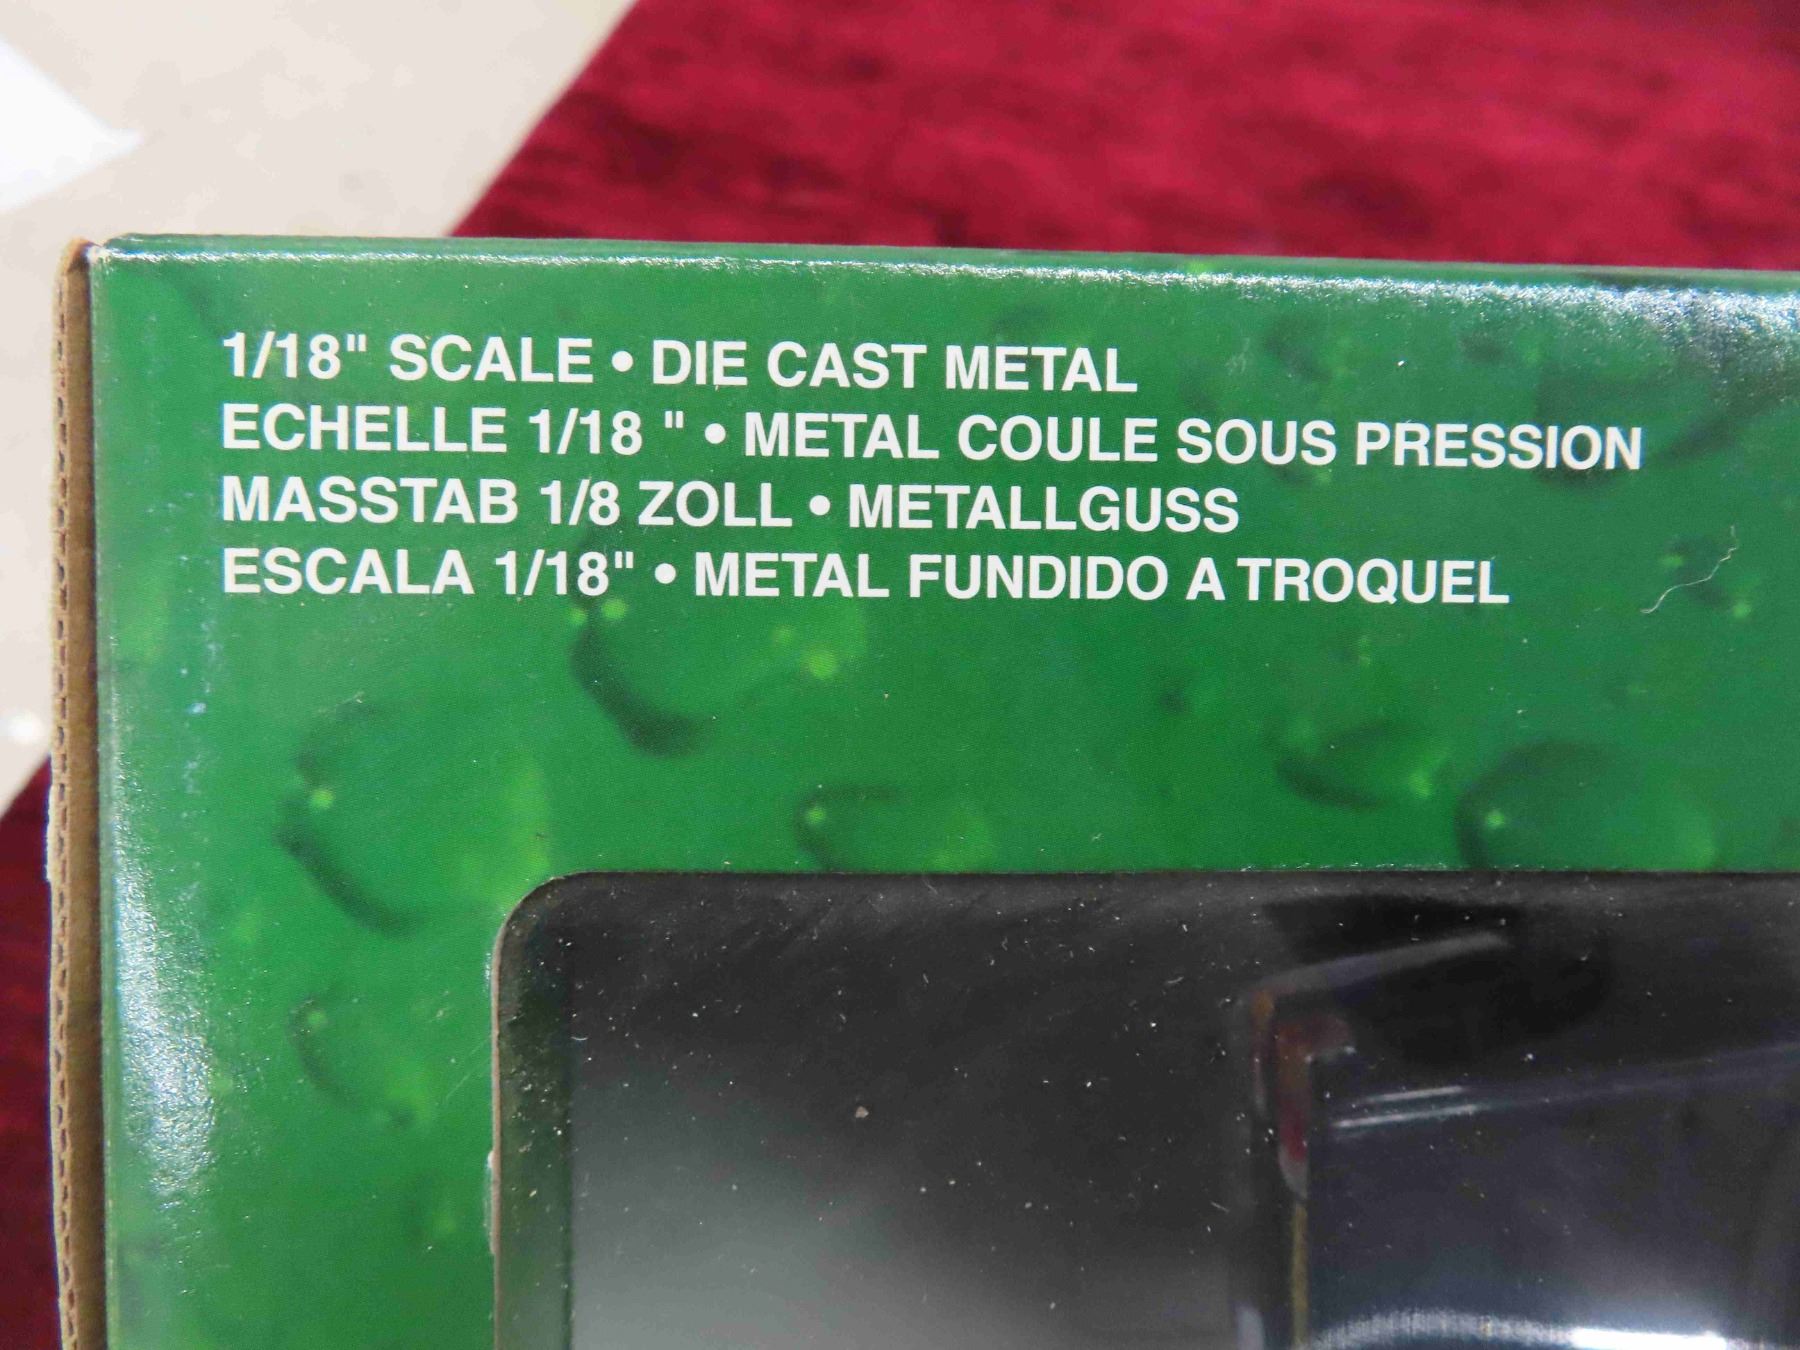 1/18" SCALE • DIE CAST METAL
ECHELLE 1/18 " • METAL COULE SOUS PRESSION
MASSTAB 1/8 ZOLL • METALLGUSS
ESCALA 1/18" • METAL FUNDIDO A TROQUEL